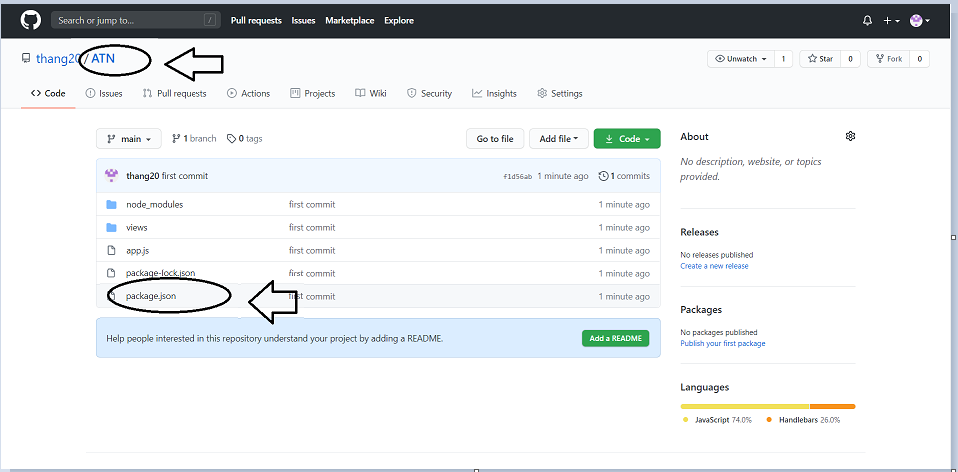 Search or jump to... / Pull requests Issues Marketplace Explore
thang20 / ATN Unwatch 1 Star 0 Fork 0
Code Issues Pull requests Actions Projects Wiki Security Insights Settings
main 1 branch 0 tags Go to file Add file Code
thang20 first commit f1d56ab 1 minute ago 1 commits
node_modules first commit 1 minute ago
views first commit 1 minute ago
app.js first commit 1 minute ago
package-lock.json first commit 1 minute ago
package.json first commit 1 minute ago
Help people interested in this repository understand your project by adding a README. Add a README
About
No description, website, or topics
provided.
Releases
No releases published
Create a new release
Packages
No packages published
Publish your first package
Languages
JavaScript 74.0% Handlebars 26.0%